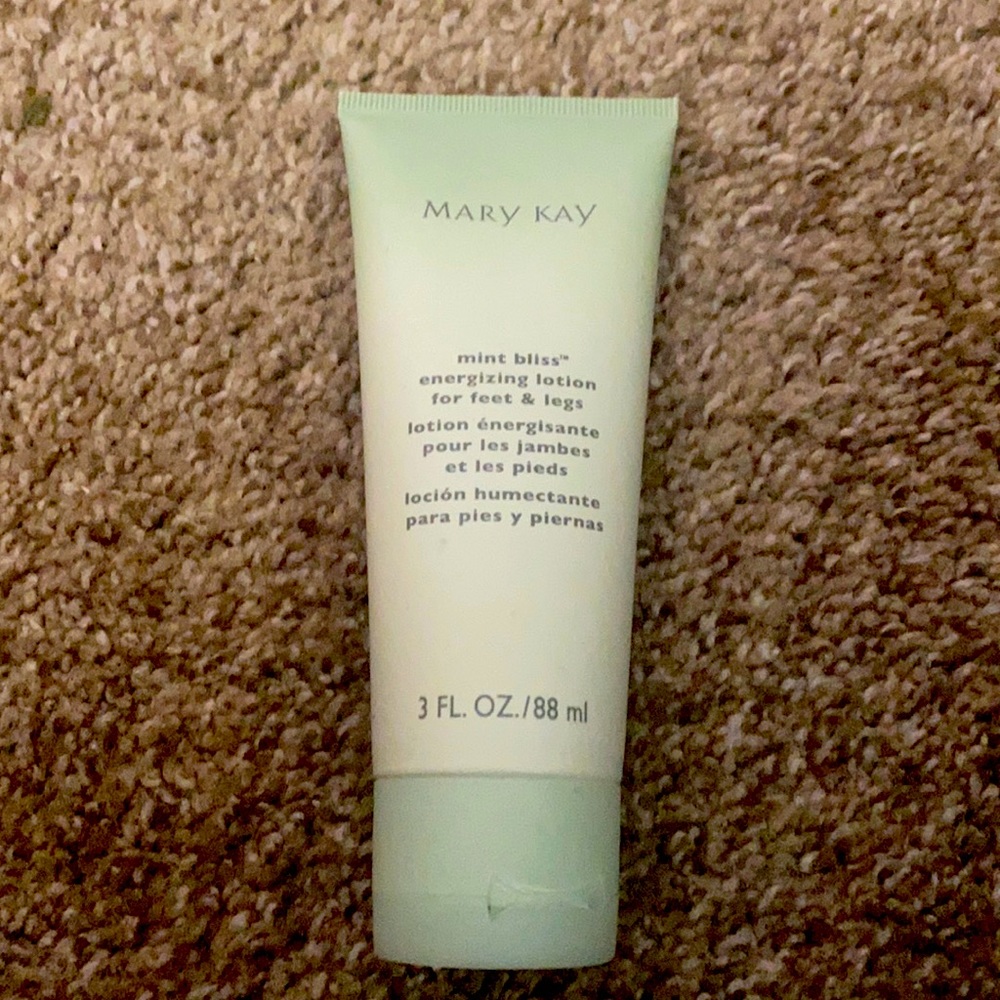 MARY KAY
mint bliss™
energizing lotion
for feet & legs
lotion énergisante
pour les jambes
et les pieds
loción humectante
para pies y piernas
3 FL. OZ./88 ml